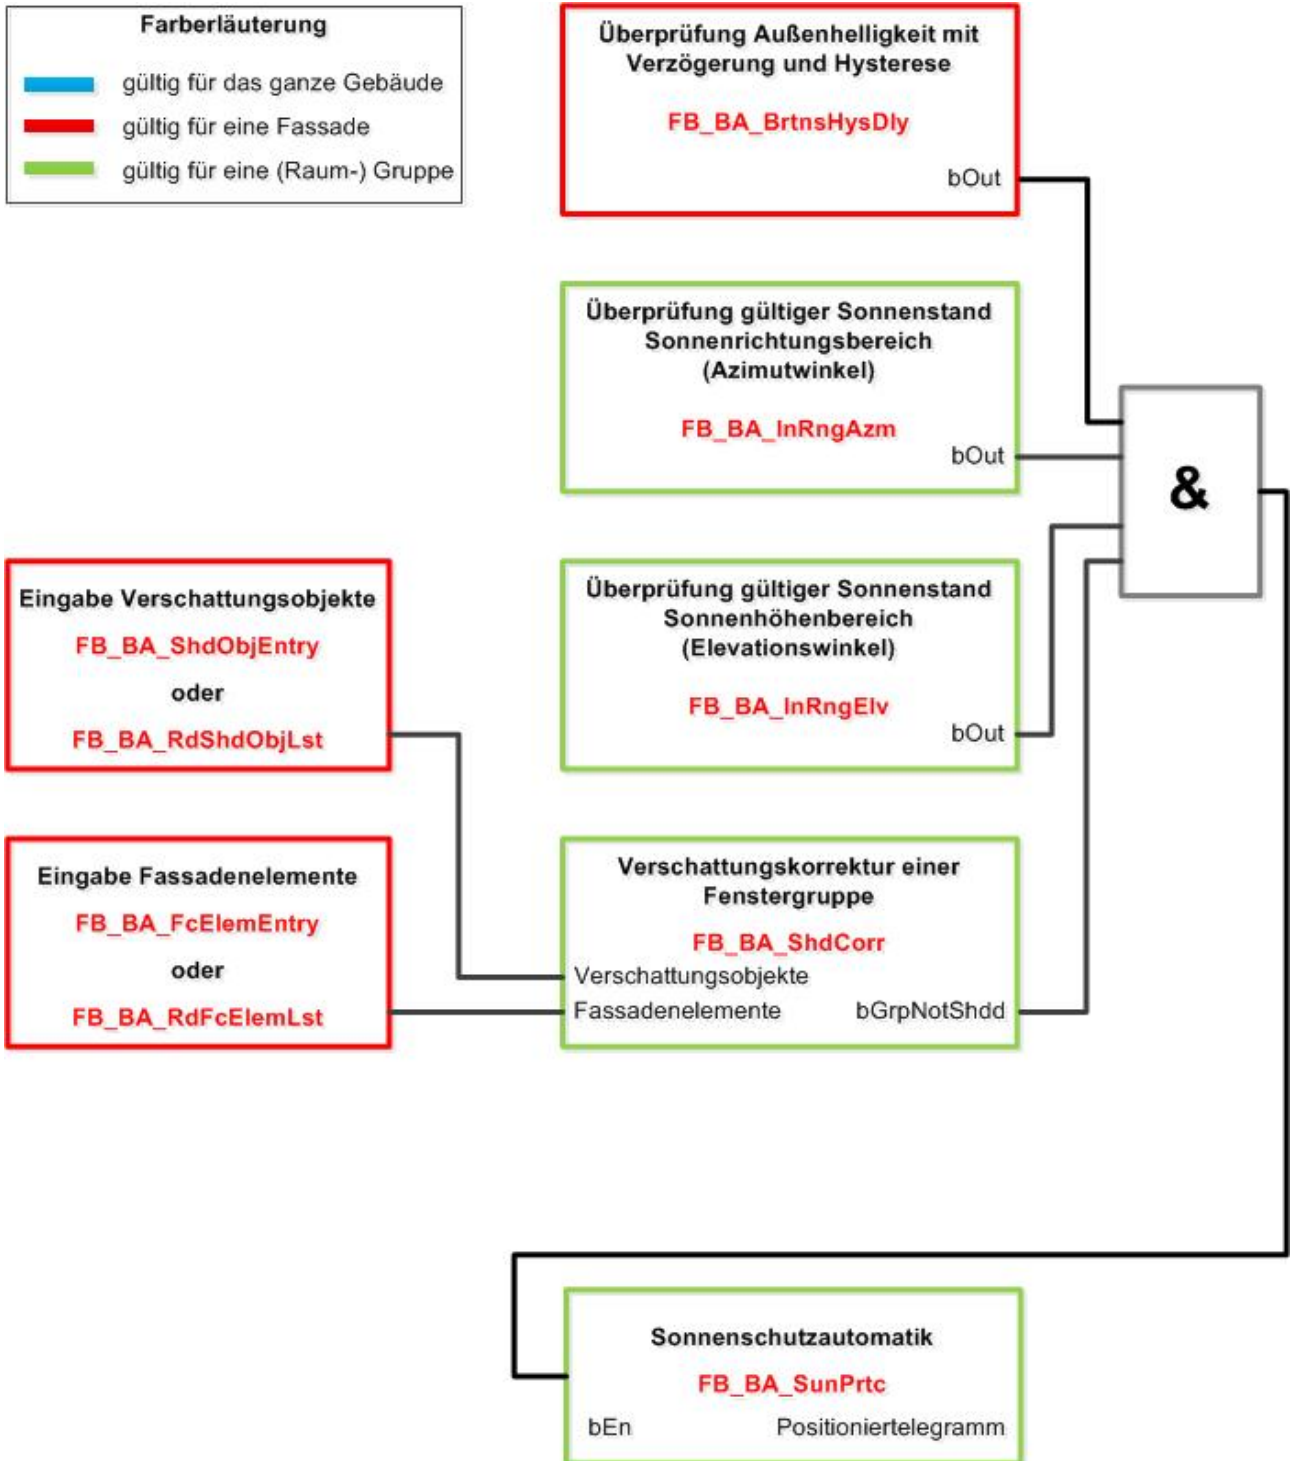 Farberläuterung
gültig für das ganze Gebäude
gültig für eine Fassade
gültig für eine (Raum-) Gruppe
Überprüfung Außenhelligkeit mit
Verzögerung und Hysterese
FB_BA_BrtnsHysDly
bOut
Überprüfung gültiger Sonnenstand
Sonnenrichtungsbereich
(Azimutwinkel)
FB_BA_InRngAzm
bOut
&
Eingabe Verschattungsobjekte
FB_BA_ShdObjEntry
oder
FB_BA_RdShdObjLst
Überprüfung gültiger Sonnenstand
Sonnenhöhenbereich
(Elevationswinkel)
FB_BA_InRngElv
bOut
Eingabe Fassadenelemente
FB_BA_FcElemEntry
oder
FB_BA_RdFcElemLst
Verschattungskorrektur einer
Fenstergruppe
FB_BA_ShdCorr
Verschattungsobjekte
Fassadenelemente bGrpNotShdd
Sonnenschutzautomatik
FB_BA_SunPrtc
bEn Positioniertelegramm